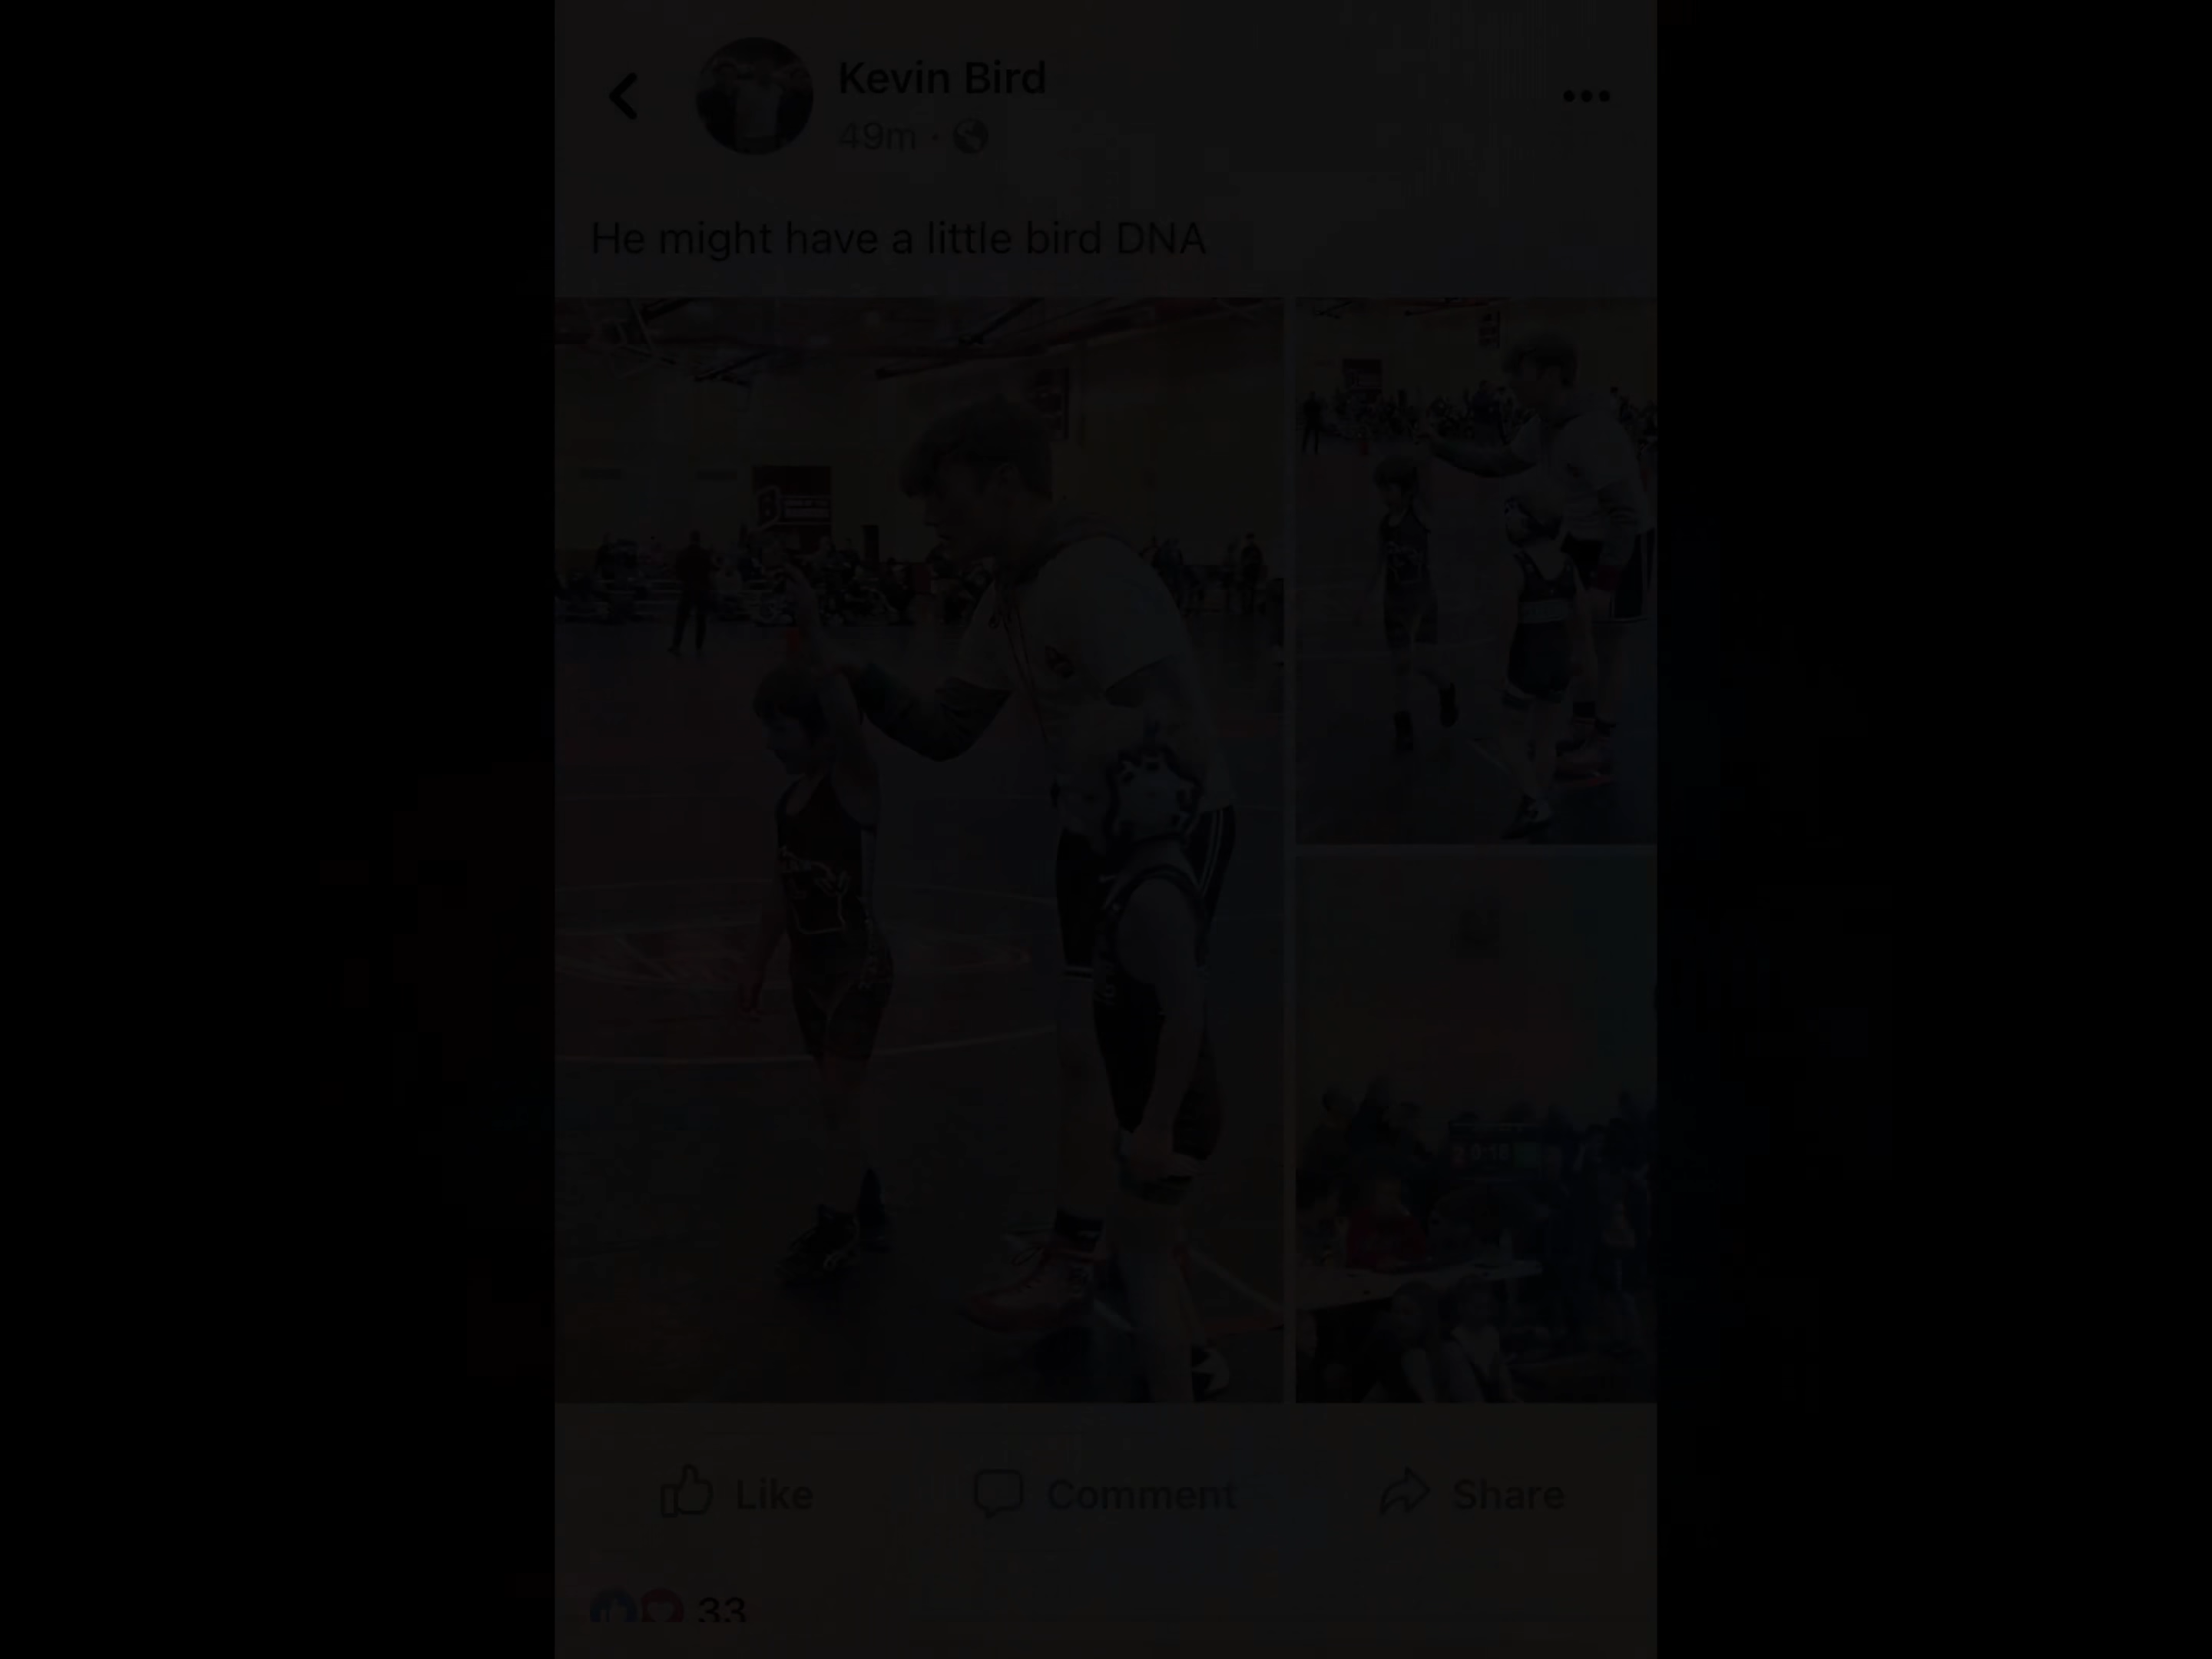 Kevin Bird
49m ·
He might have a little bird DNA
Like
Comment
Share
33